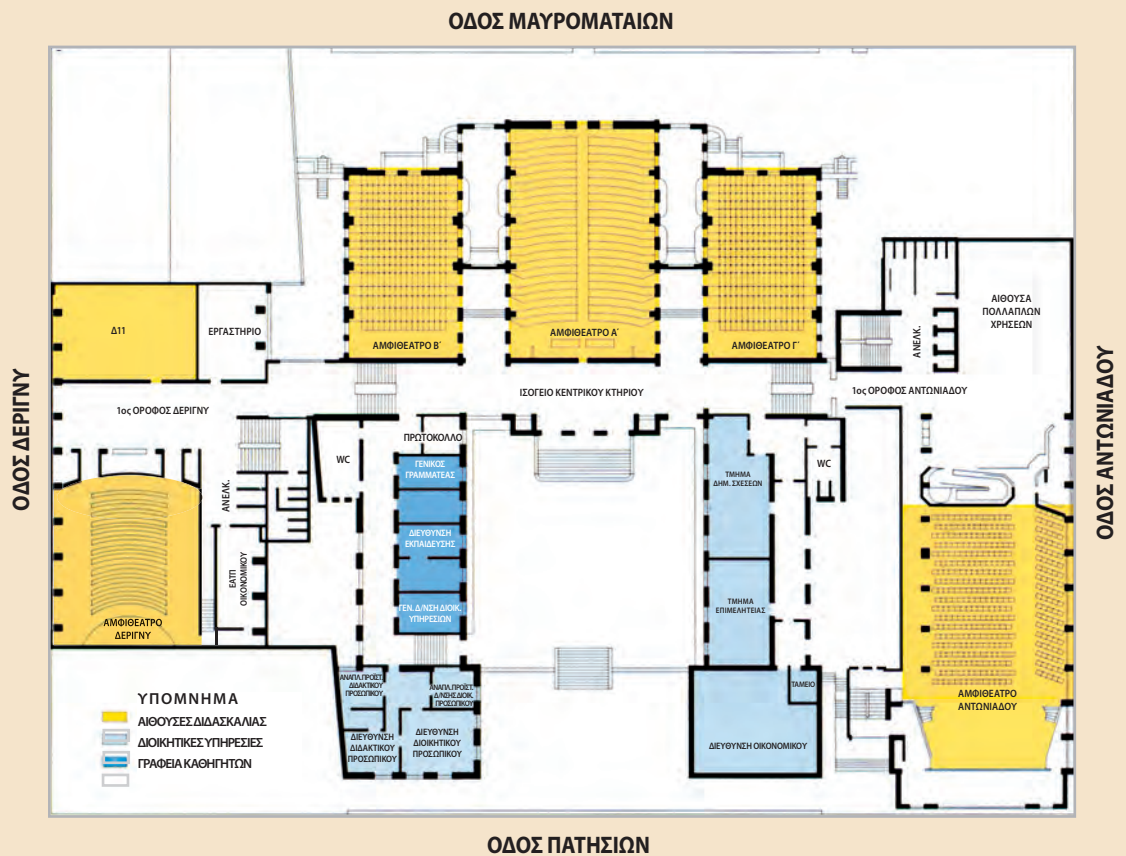 ΟΔΟΣ ΜΑΥΡΟΜΑΤΑΙΩΝ
ΟΔΟΣ ΔΕΡΙΓΝΥ
Δ11
ΕΡΓΑΣΤΗΡΙΟ
ΑΜΦΙΘΕΑΤΡΟ Β΄
ΑΜΦΙΘΕΑΤΡΟ Α΄
ΑΜΦΙΘΕΑΤΡΟ Γ΄
ΑΝΕΛΚ.
ΑΙΘΟΥΣΑ
ΠΟΛΛΑΠΛΩΝ
ΧΡΗΣΕΩΝ
1ος ΟΡΟΦΟΣ ΔΕΡΙΓΝΥ
ΙΣΟΓΕΙΟ ΚΕΝΤΡΙΚΟΥ ΚΤΗΡΙΟΥ
1ος ΟΡΟΦΟΣ ΑΝΤΩΝΙΑΔΟΥ
ΟΔΟΣ ΑΝΤΩΝΙΑΔΟΥ
WC
ΠΡΩΤΟΚΟΛΛΟ
ΓΕΝΙΚΟΣ
ΓΡΑΜΜΑΤΕΑΣ
ΔΙΕΥΘΥΝΣΗ
ΕΚΠΑΙΔΕΥΣΗΣ
ΓΕΝ. Δ/ΝΣΗ ΔΙΟΙΚ.
ΥΠΗΡΕΣΙΩΝ
ΤΜΗΜΑ
ΔΗΜ. ΣΧΕΣΕΩΝ
WC
ΤΜΗΜΑ
ΕΠΙΜΕΛΗΤΕΙΑΣ
ΑΝΕΛΚ.
ΕΑΤΠ
ΟΙΚΟΝΟΜΙΚΟΥ
ΑΜΦΙΘΕΑΤΡΟ
ΔΕΡΙΓΝΥ
ΑΝΑΠΛ. ΠΡΟΪΣΤ.
ΔΙΔΑΚΤΙΚΟΥ
ΠΡΟΣΩΠΙΚΟΥ
ΑΝΑΠΛ. ΠΡΟΪΣΤ.
Δ/ΝΣΗΣ ΔΙΟΙΚ.
ΠΡΟΣΩΠΙΚΟΥ
ΔΙΕΥΘΥΝΣΗ
ΔΙΔΑΚΤΙΚΟΥ
ΠΡΟΣΩΠΙΚΟΥ
ΔΙΕΥΘΥΝΣΗ
ΔΙΟΙΚΗΤΙΚΟΥ
ΠΡΟΣΩΠΙΚΟΥ
ΤΑΜΕΙΟ
ΔΙΕΥΘΥΝΣΗ ΟΙΚΟΝΟΜΙΚΟΥ
ΑΜΦΙΘΕΑΤΡΟ
ΑΝΤΩΝΙΑΔΟΥ
ΥΠΟΜΝΗΜΑ
ΑΙΘΟΥΣΕΣ ΔΙΔΑΣΚΑΛΙΑΣ
ΔΙΟΙΚΗΤΙΚΕΣ ΥΠΗΡΕΣΙΕΣ
ΓΡΑΦΕΙΑ ΚΑΘΗΓΗΤΩΝ
ΟΔΟΣ ΠΑΤΗΣΙΩΝ